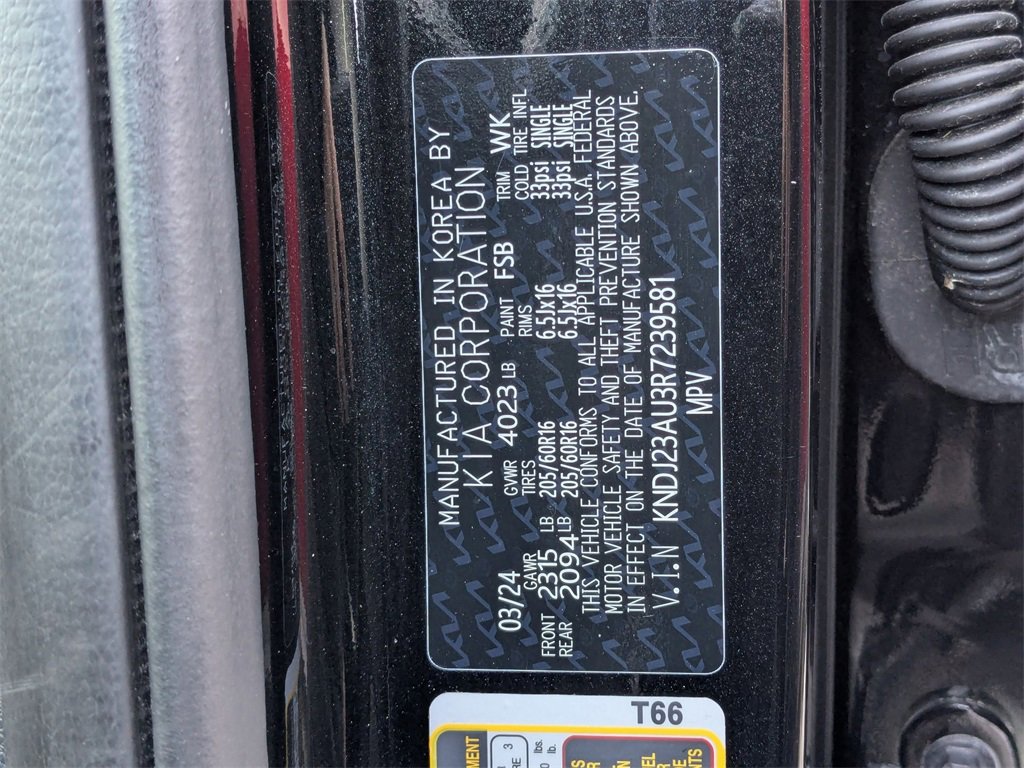 MANUFACTURED IN KOREA BY
KIA CORPORATION
03/24 GVWR 4023 LB PAINT FSB TRIM WK
GAWR TIRES RIMS COLD TIRE INFL
FRONT 2315 LB 205/60R16 6.5Jx16 33psi SINGLE
REAR 2094 LB 205/60R16 6.5Jx16 33psi SINGLE
THIS VEHICLE CONFORMS TO ALL APPLICABLE U.S.A. FEDERAL
MOTOR VEHICLE SAFETY AND THEFT PREVENTION STANDARDS
IN EFFECT ON THE DATE OF MANUFACTURE SHOWN ABOVE.
V.I.N KNDJ23AU3R7239581
MPV
T66
3
lbs.
lb.